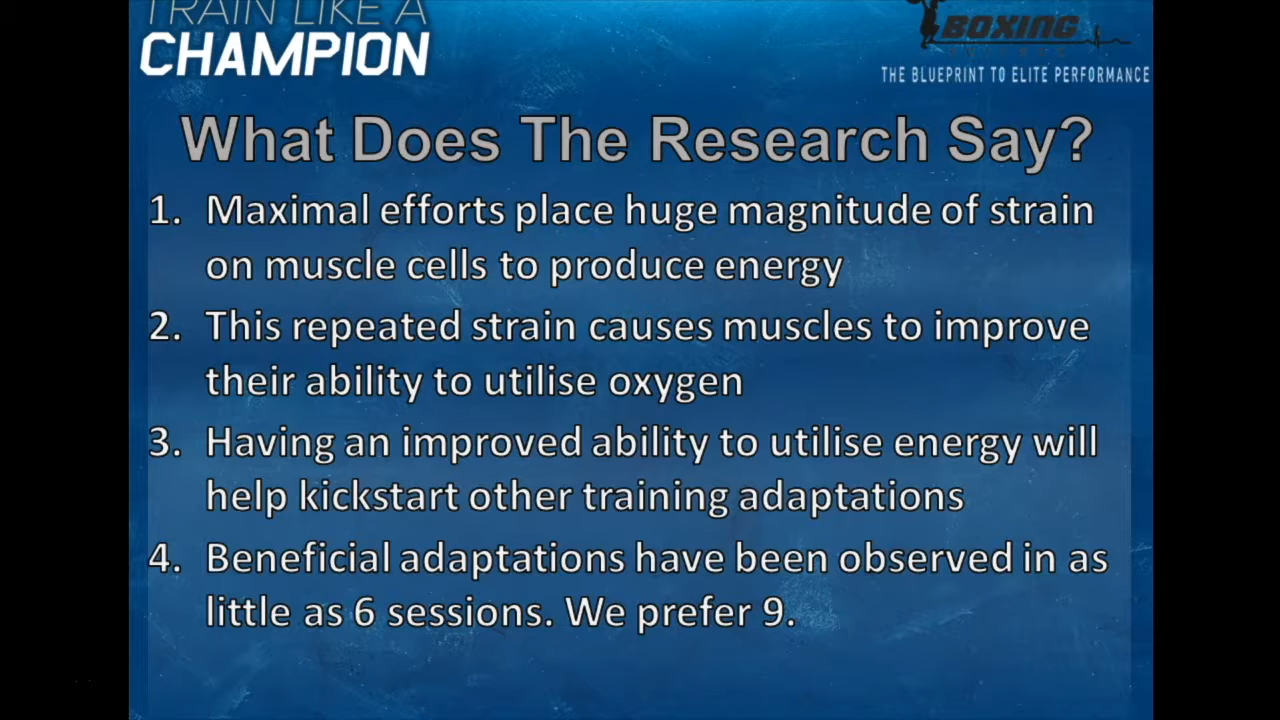 TRAIN LIKE A
CHAMPION
BOXING
THE BLUEPRINT TO ELITE PERFORMANCE
What Does The Research Say?
1. Maximal efforts place huge magnitude of strain
on muscle cells to produce energy
2. This repeated strain causes muscles to improve
their ability to utilise oxygen
3. Having an improved ability to utilise energy will
help kickstart other training adaptations
4. Beneficial adaptations have been observed in as
little as 6 sessions. We prefer 9.